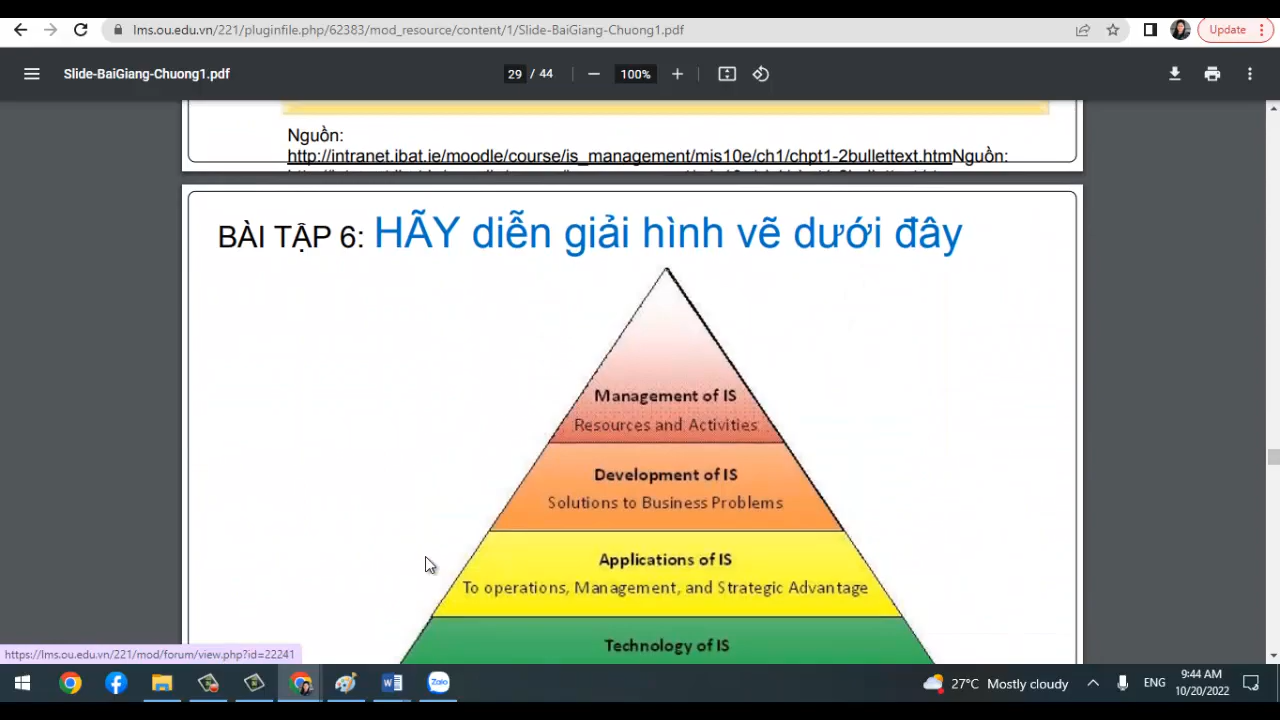 lms.ou.edu.vn/221/pluginfile.php/62383/mod_resource/content/1/Slide-BaiGiang-Chuong1.pdf
Update
Slide-BaiGiang-Chuong1.pdf
29 / 44
100%
Nguồn:
http://intranet.ibat.ie/moodle/course/is_management/mis10e/ch1/chpt1-2bullettext.htmNguồn:
BÀI TẬP 6: HÃY diễn giải hình vẽ dưới đây
Management of IS
Resources and Activities
Development of IS
Solutions to Business Problems
Applications of IS
To operations, Management, and Strategic Advantage
Technology of IS
https://lms.ou.edu.vn/221/mod/forum/view.php?id=22241
Zalo
27°C Mostly cloudy
ENG
9:44 AM
10/20/2022